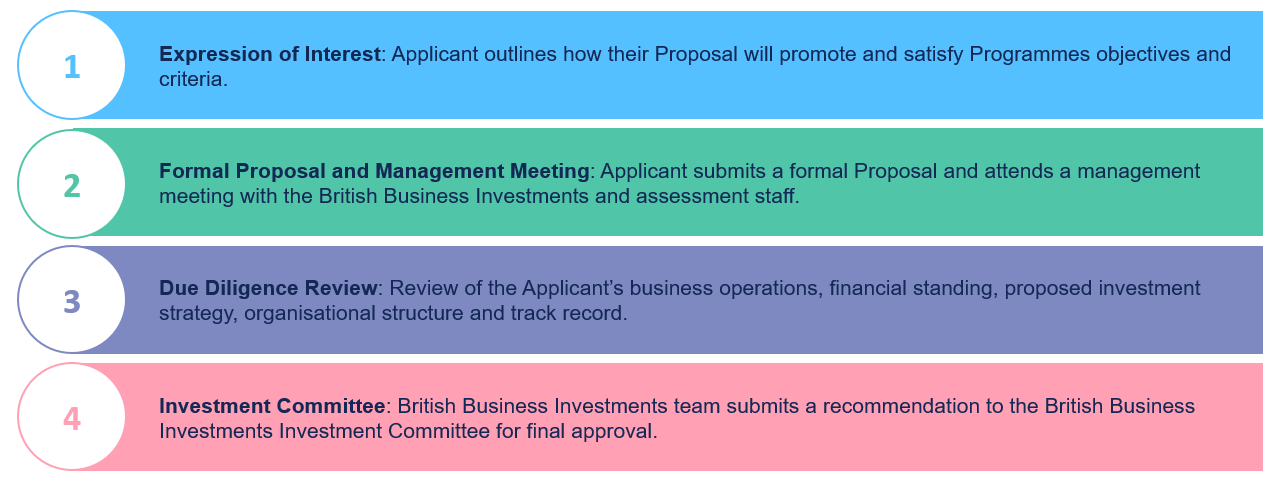 1
Expression of Interest: Applicant outlines how their Proposal will promote and satisfy Programmes objectives and
criteria.
2
Formal Proposal and Management Meeting: Applicant submits a formal Proposal and attends a management
meeting with the British Business Investments and assessment staff.
3
Due Diligence Review: Review of the Applicant’s business operations, financial standing, proposed investment
strategy, organisational structure and track record.
4
Investment Committee: British Business Investments team submits a recommendation to the British Business
Investments Investment Committee for final approval.